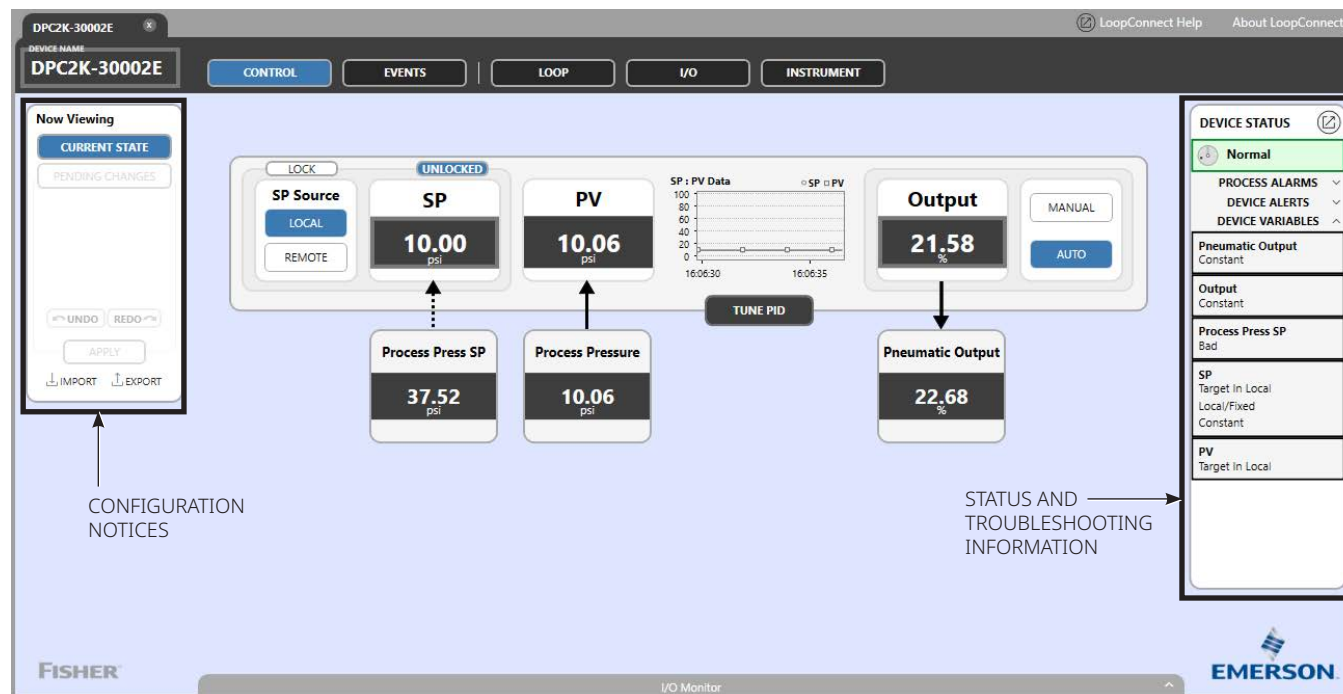 DPC2K-30002E
x
LoopConnect Help
About LoopConnect
DEVICE NAME
DPC2K-30002E
CONTROL
EVENTS
LOOP
I/O
INSTRUMENT
Now Viewing
CURRENT STATE
PENDING CHANGES
UNDO
REDO
APPLY
IMPORT
EXPORT
CONFIGURATION
NOTICES
LOCK
UNLOCKED
SP Source
LOCAL
REMOTE
SP
10.00
psi
PV
10.06
psi
SP : PV Data
SP
PV
100
80
60
40
20
0
16:06:30
16:06:35
Output
21.58
%
MANUAL
AUTO
TUNE PID
Process Press SP
37.52
psi
Process Pressure
10.06
psi
Pneumatic Output
22.68
%
DEVICE STATUS
Normal
PROCESS ALARMS
DEVICE ALERTS
DEVICE VARIABLES
Pneumatic Output
Constant
Output
Constant
Process Press SP
Bad
SP
Target In Local
Local/Fixed
Constant
PV
Target In Local
STATUS AND
TROUBLESHOOTING
INFORMATION
FISHER
I/O Monitor
EMERSON